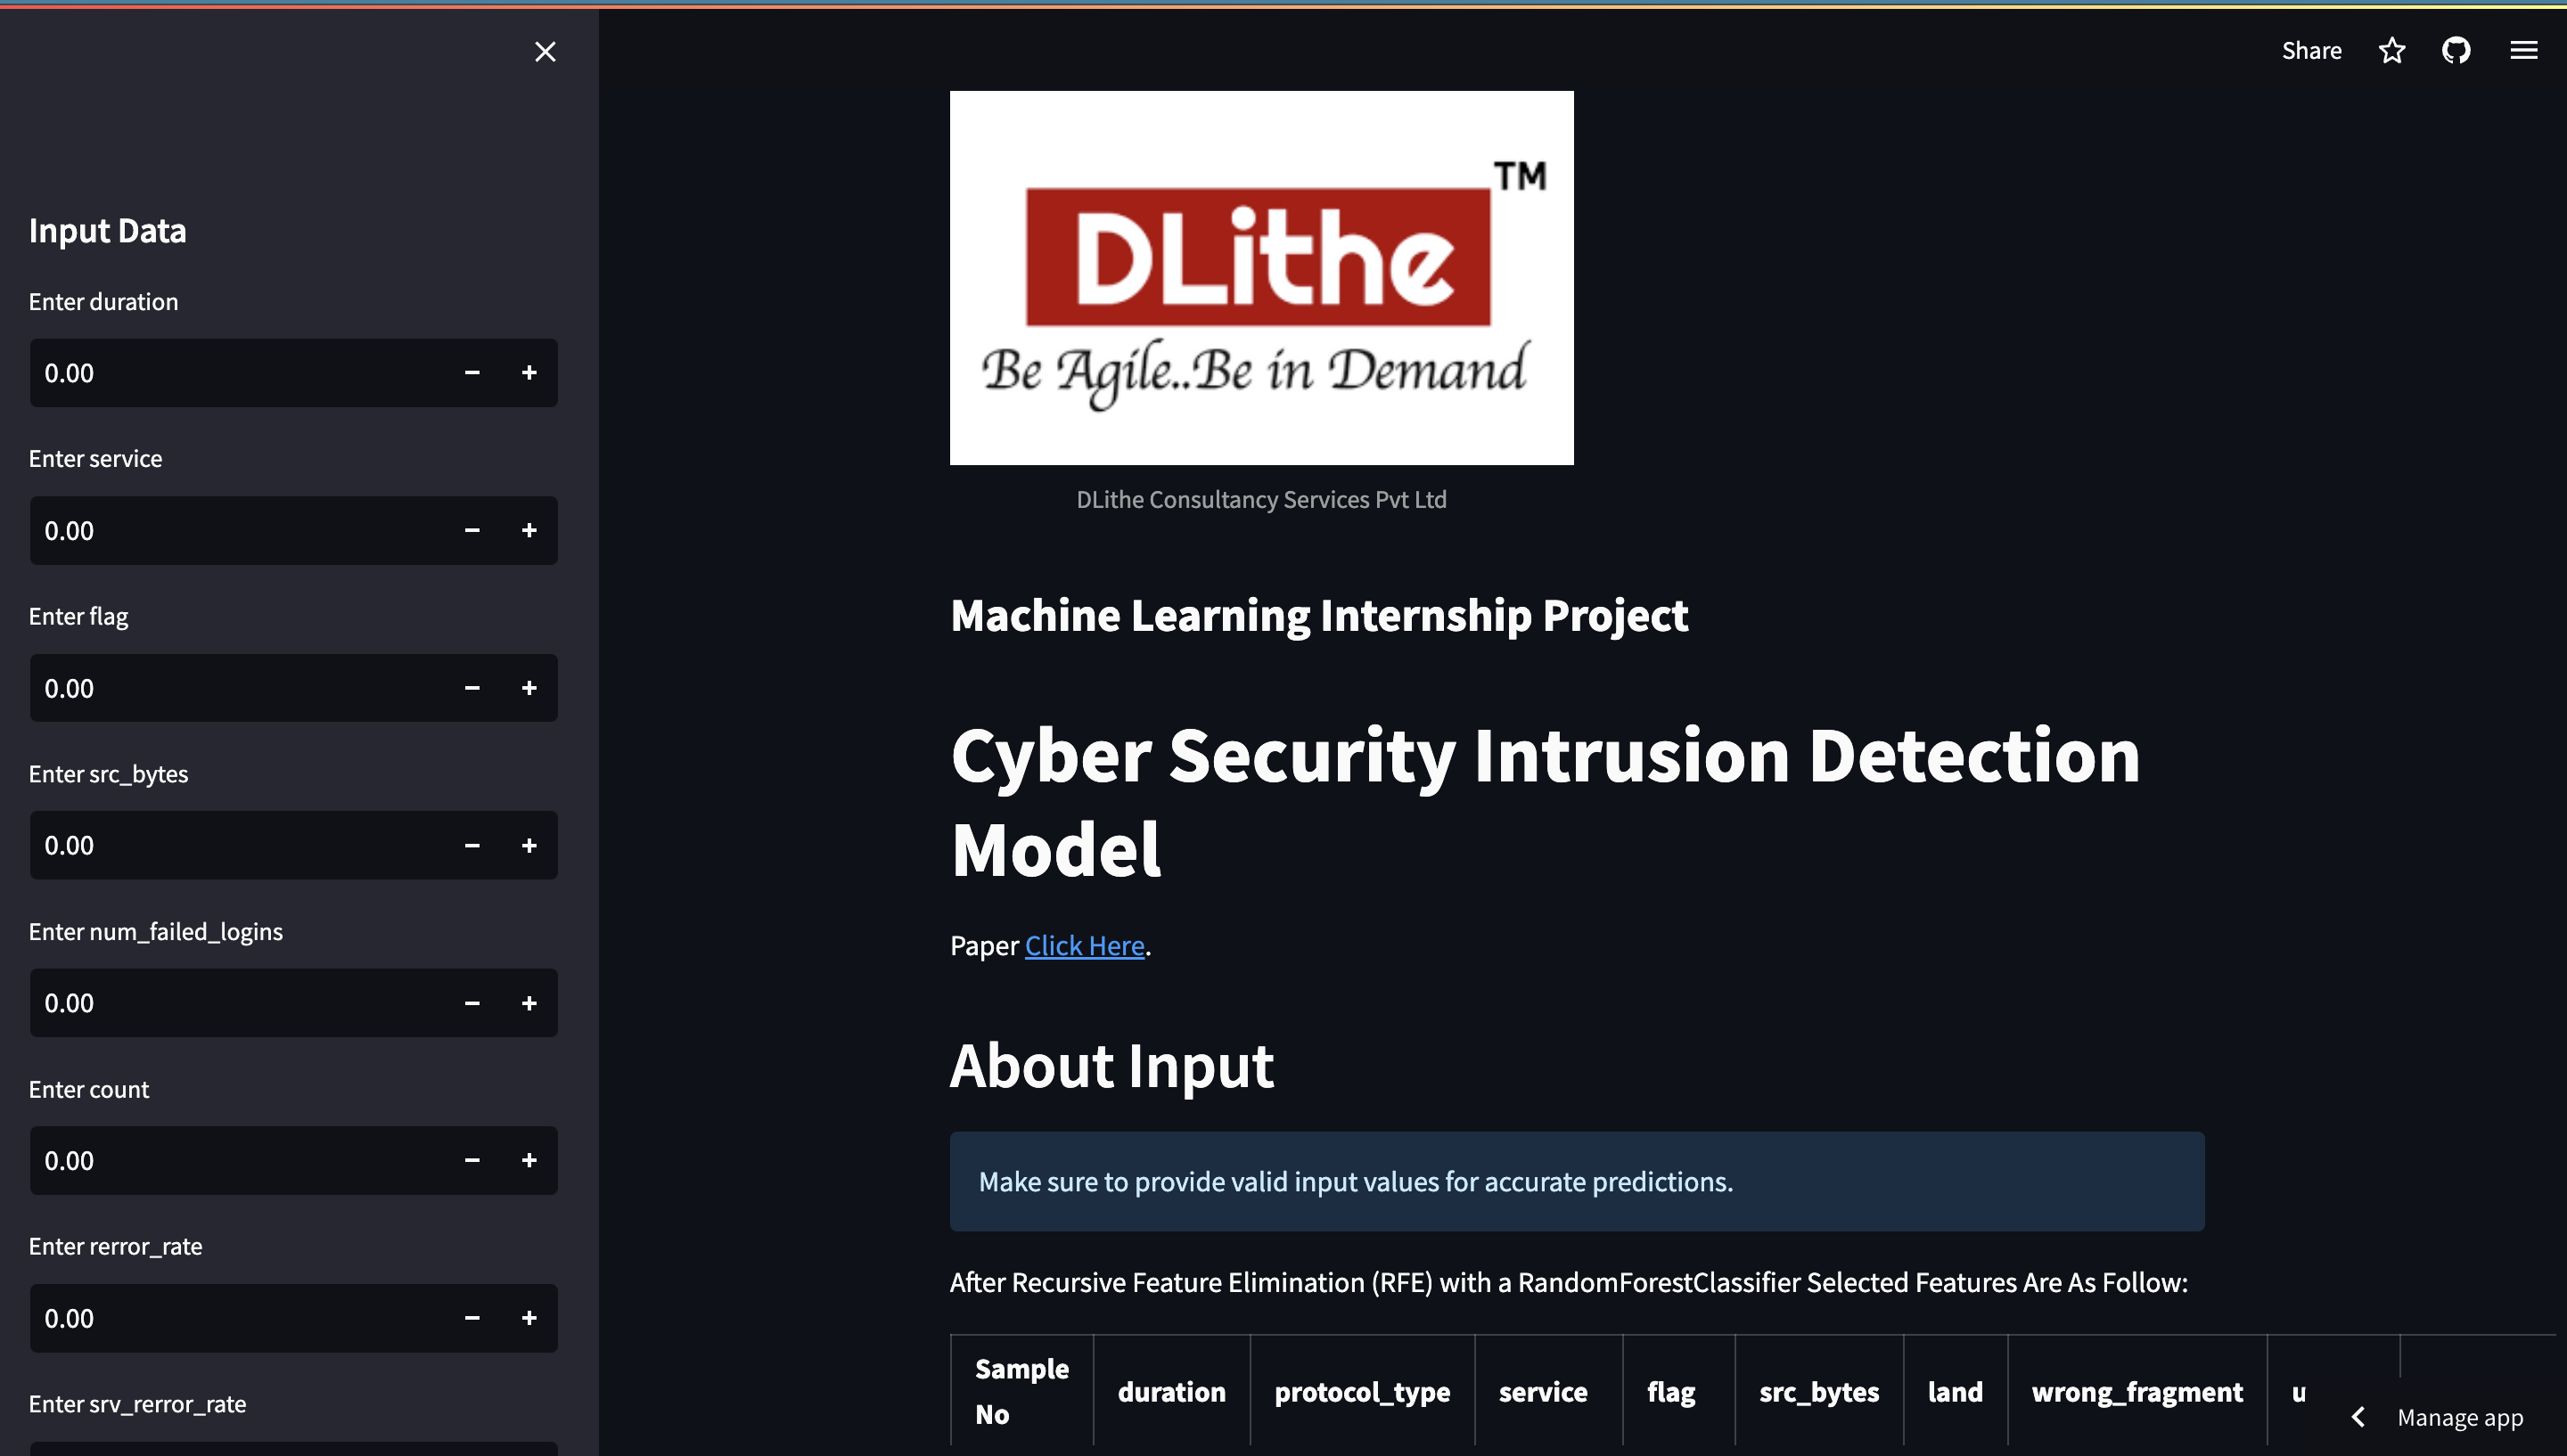 Input Data
Enter duration
0.00
Enter service
0.00
Enter flag
0.00
Enter src_bytes
0.00
Enter num_failed_logins
0.00
Enter count
0.00
Enter rerror_rate
0.00
Enter srv_rerror_rate
Share
DLithe TM
Be Agile..Be in Demand
DLithe Consultancy Services Pvt Ltd
Machine Learning Internship Project
Cyber Security Intrusion Detection
Model
Paper Click Here.
About Input
Make sure to provide valid input values for accurate predictions.
After Recursive Feature Elimination (RFE) with a RandomForestClassifier Selected Features Are As Follow:
Sample No duration protocol_type service flag src_bytes land wrong_fragment u
Manage app